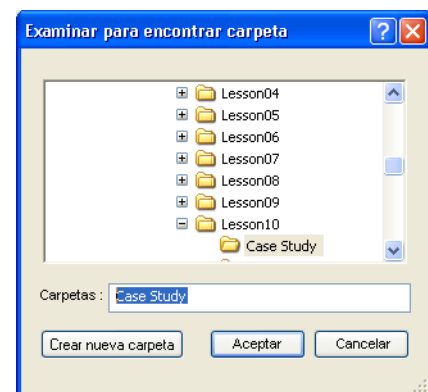 Examinar para encontrar carpeta
Lesson04
Lesson05
Lesson06
Lesson07
Lesson08
Lesson09
Lesson10
Case Study
Carpetas : Case Study
Crear nueva carpeta Aceptar Cancelar